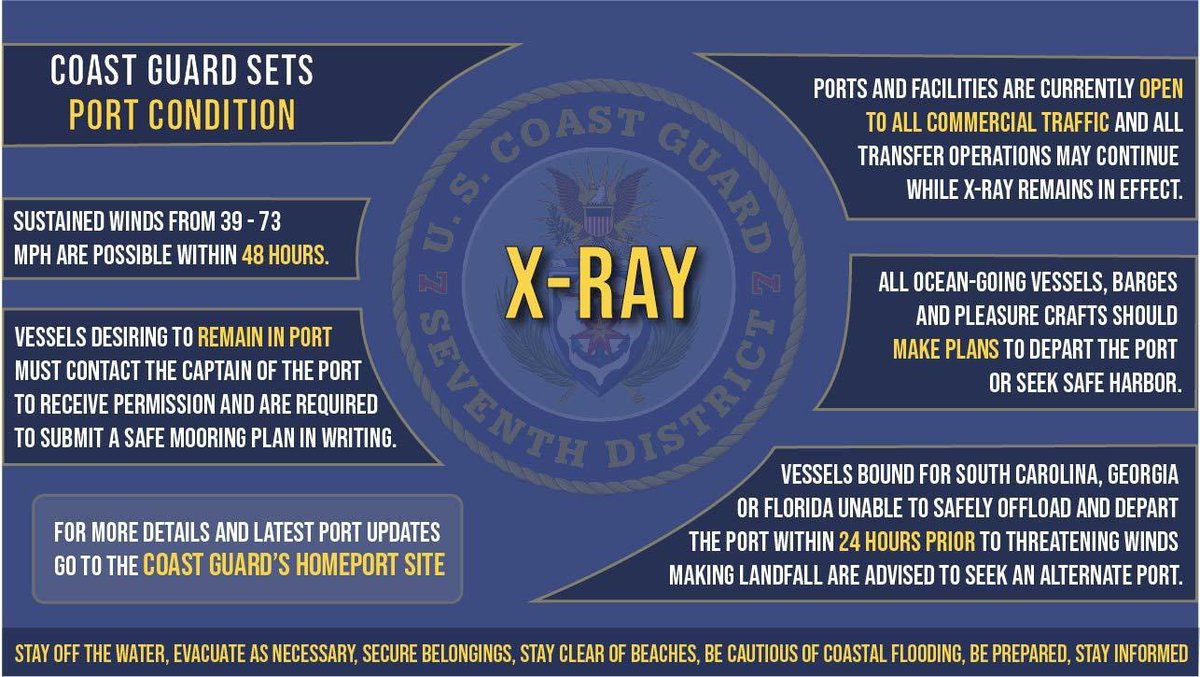 COAST GUARD SETS
PORT CONDITION
SUSTAINED WINDS FROM 39 - 73
MPH ARE POSSIBLE WITHIN 48 HOURS.
VESSELS DESIRING TO REMAIN IN PORT
MUST CONTACT THE CAPTAIN OF THE PORT
TO RECEIVE PERMISSION AND ARE REQUIRED
TO SUBMIT A SAFE MOORING PLAN IN WRITING.
FOR MORE DETAILS AND LATEST PORT UPDATES
GO TO THE COAST GUARD'S HOMEPORT SITE
U. S. COAST GUARD
X-RAY
SEVENTH DISTRICT
PORTS AND FACILITIES ARE CURRENTLY OPEN
TO ALL COMMERCIAL TRAFFIC AND ALL
TRANSFER OPERATIONS MAY CONTINUE
WHILE X-RAY REMAINS IN EFFECT.
ALL OCEAN-GOING VESSELS, BARGES
AND PLEASURE CRAFTS SHOULD
MAKE PLANS TO DEPART THE PORT
OR SEEK SAFE HARBOR.
VESSELS BOUND FOR SOUTH CAROLINA, GEORGIA
OR FLORIDA UNABLE TO SAFELY OFFLOAD AND DEPART
THE PORT WITHIN 24 HOURS PRIOR TO THREATENING WINDS
MAKING LANDFALL ARE ADVISED TO SEEK AN ALTERNATE PORT.
STAY OFF THE WATER, EVACUATE AS NECESSARY, SECURE BELONGINGS, STAY CLEAR OF BEACHES, BE CAUTIOUS OF COASTAL FLOODING, BE PREPARED, STAY INFORMED